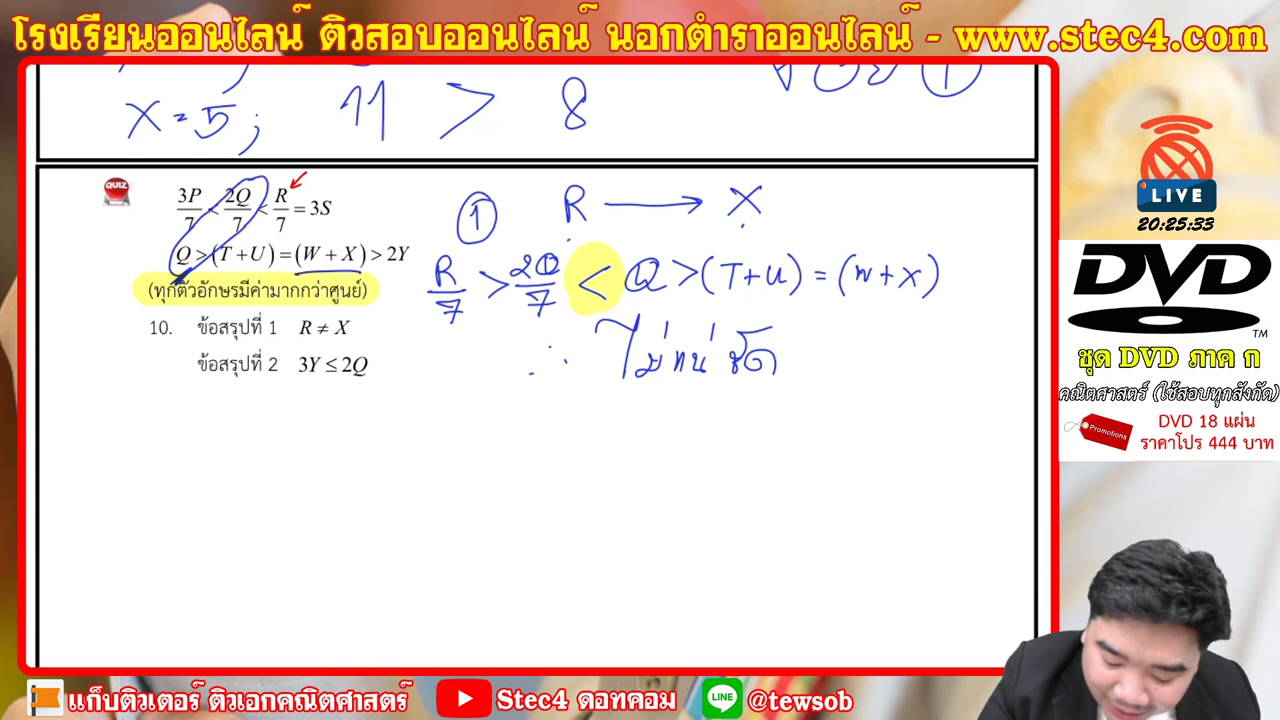 โรงเรียนออนไลน์ ติวสอบออนไลน์ นอกตำราออนไลน์ - www.stec4.com
x = 5; 11 > 8
QUIZ
3P/7 < 2Q/7 < R/7 = 3S
Q > (T + U) = (W + X) > 2Y
(ทุกตัวอักษรมีค่ามากกว่าศูนย์)
10. ข้อสรุปที่ 1 R ≠ X
ข้อสรุปที่ 2 3Y ≤ 2Q
① R → X
R/7 > 2Q/7 < Q > (T+U) = (W+X)
∴ ไม่แน่ชัด
LIVE
20:25:33
DVD
TM
ชุด DVD ภาค ก
คณิตศาสตร์ (ใช้สอบทุกสังกัด)
Promotions
DVD 18 แผ่น
ราคาโปร 444 บาท
แก็บติวเตอร์ ติวเอกคณิตศาสตร์
Stec4 ดอทคอม
LINE
@tewsob